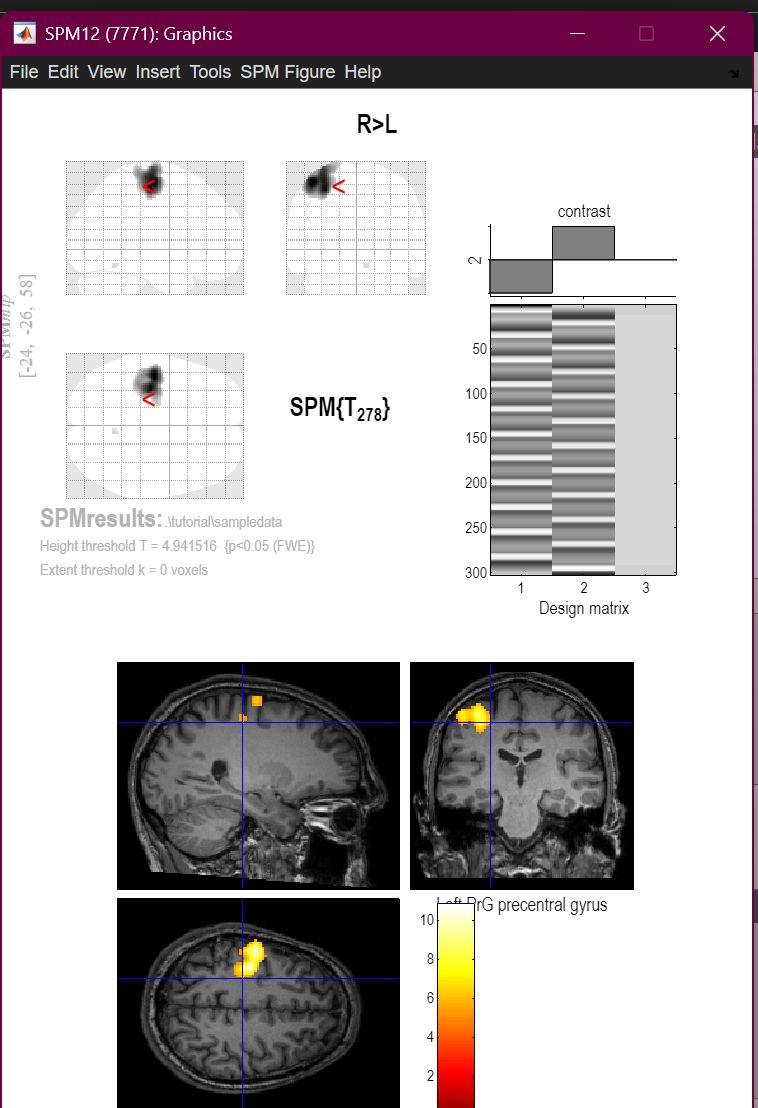 SPM12 (7771): Graphics
File Edit View Insert Tools SPM Figure Help
R>L
<
<
contrast
2
SPMmip
[-24, -26, 58]
<
SPM{T278}
50
100
150
200
250
300
1 2 3
Design matrix
SPMresults: .\tutorial\sampledata
Height threshold T = 4.941516 {p<0.05 (FWE)}
Extent threshold k = 0 voxels
Left PrG precentral gyrus
10
8
6
4
2